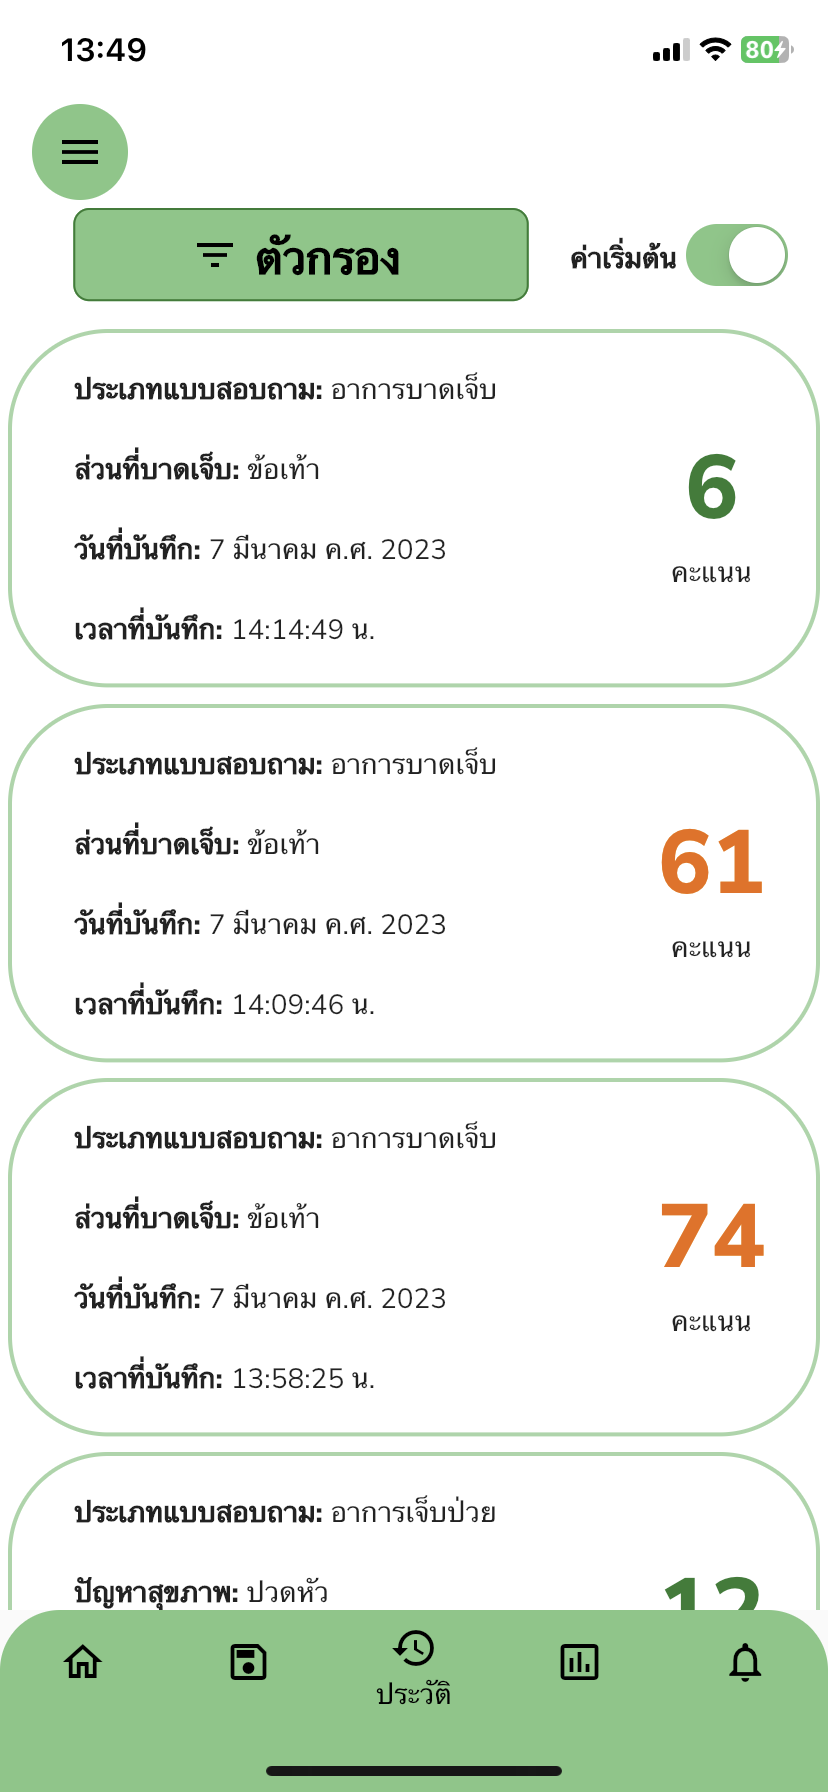 13:49
80
ตัวกรอง
ค่าเริ่มต้น
ประเภทแบบสอบถาม: อาการบาดเจ็บ
ส่วนที่บาดเจ็บ: ข้อเท้า
วันที่บันทึก: 7 มีนาคม ค.ศ. 2023
เวลาที่บันทึก: 14:14:49 น.
6
คะแนน
ประเภทแบบสอบถาม: อาการบาดเจ็บ
ส่วนที่บาดเจ็บ: ข้อเท้า
วันที่บันทึก: 7 มีนาคม ค.ศ. 2023
เวลาที่บันทึก: 14:09:46 น.
61
คะแนน
ประเภทแบบสอบถาม: อาการบาดเจ็บ
ส่วนที่บาดเจ็บ: ข้อเท้า
วันที่บันทึก: 7 มีนาคม ค.ศ. 2023
เวลาที่บันทึก: 13:58:25 น.
74
คะแนน
ประเภทแบบสอบถาม: อาการเจ็บป่วย
ปัญหาสุขภาพ: ปวดหัว
12
ประวัติ